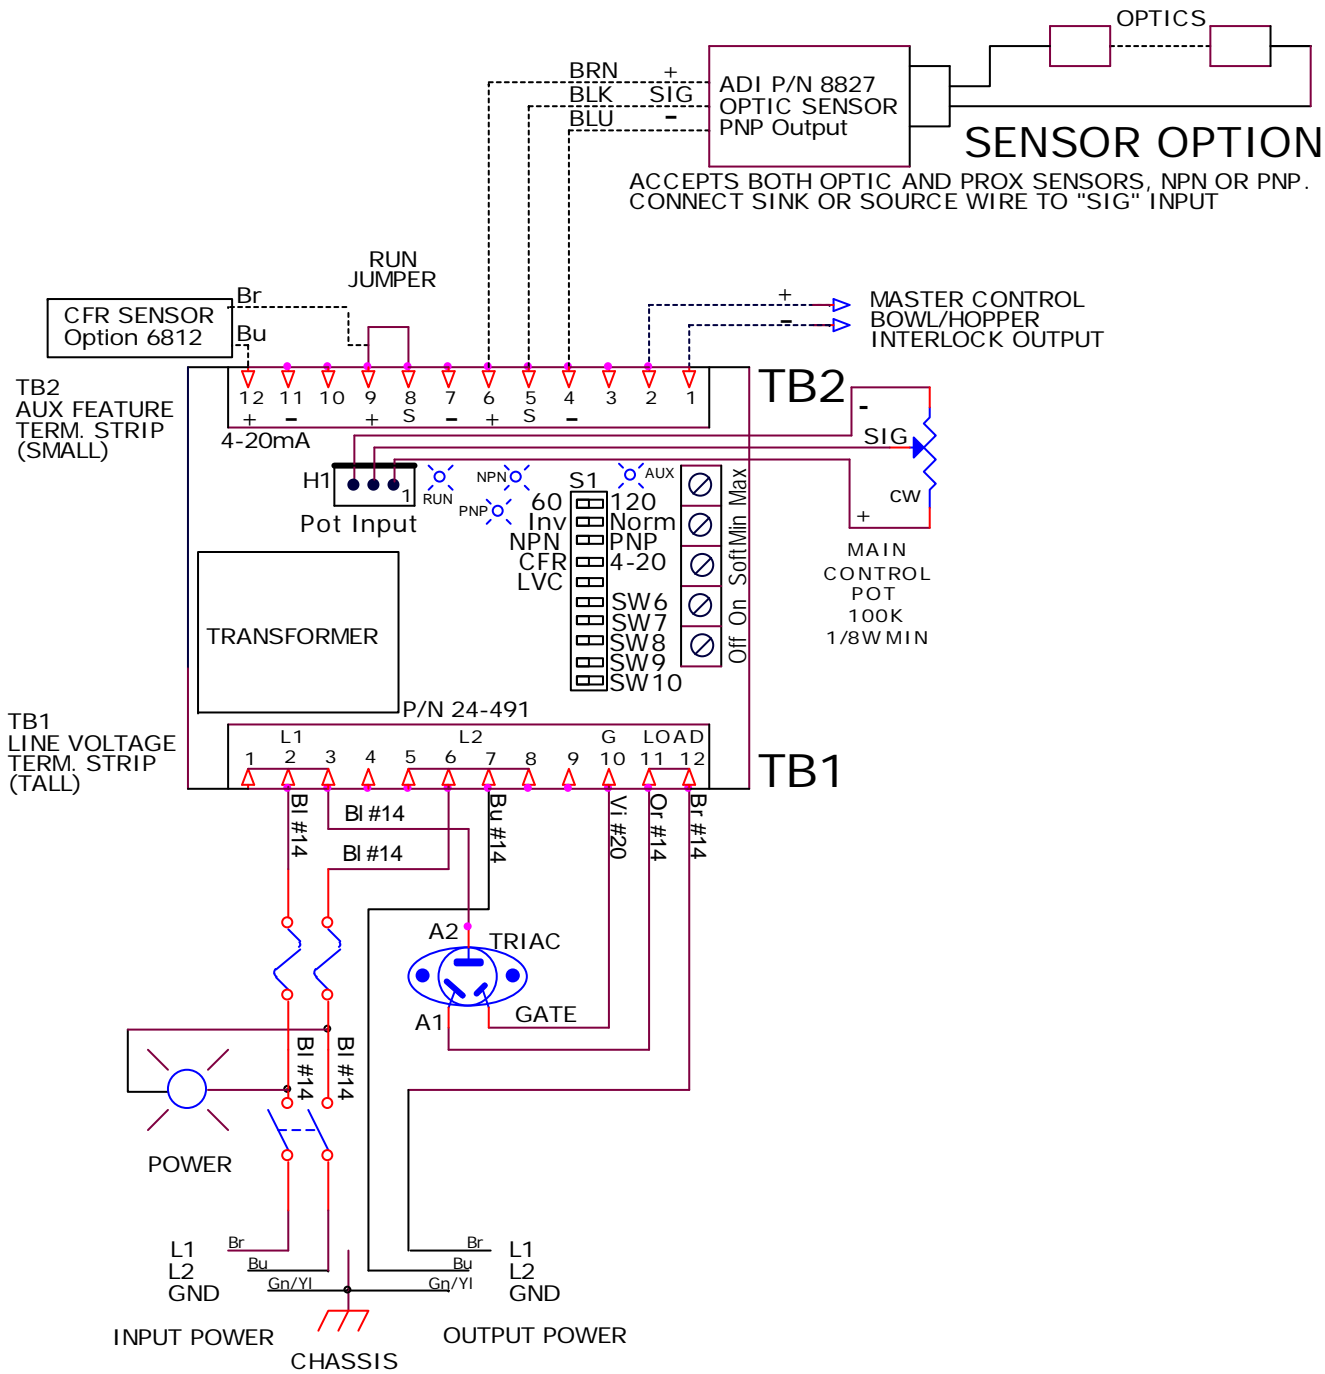 OPTICS
BRN +
BLK SIG
BLU -
ADI P/N 8827
OPTIC SENSOR
PNP Output
SENSOR OPTION
ACCEPTS BOTH OPTIC AND PROX SENSORS, NPN OR PNP.
CONNECT SINK OR SOURCE WIRE TO "SIG" INPUT
RUN
JUMPER
CFR SENSOR
Option 6812
Br
Bu
+
-
MASTER CONTROL
BOWL/HOPPER
INTERLOCK OUTPUT
TB2
AUX FEATURE
TERM. STRIP
(SMALL)
12 11 10 9 8 7 6 5 4 3 2 1
+ - + S - + S -
4-20mA
TB2
-
SIG
cw
+
MAIN
CONTROL
POT
100K
1/8W MIN
H1
1
Pot Input
RUN
NPN
PNP
AUX
S1
60 120
Inv Norm
NPN PNP
CFR 4-20
LVC
SW6
SW7
SW8
SW9
SW10
Off On Soft Min Max
TRANSFORMER
P/N 24-491
TB1
LINE VOLTAGE
TERM. STRIP
(TALL)
L1 L2 G LOAD
1 2 3 4 5 6 7 8 9 10 11 12
TB1
Bl #14
Bl #14
Bl #14
Bu #14
Vi #20
Or #14
Br #14
A2
TRIAC
A1
GATE
Bl #14
Bl #14
POWER
L1 Br
L2 Bu
GND Gn/Yl
Br L1
Bu L2
Gn/Yl GND
INPUT POWER
OUTPUT POWER
CHASSIS